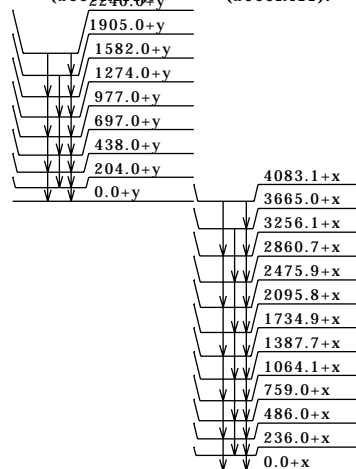 1905.0+y
1582.0+y
1274.0+y
977.0+y
697.0+y
438.0+y
204.0+y
0.0+y
4083.1+x
3665.0+x
3256.1+x
2860.7+x
2475.9+x
2095.8+x
1734.9+x
1387.7+x
1064.1+x
759.0+x
486.0+x
236.0+x
0.0+x